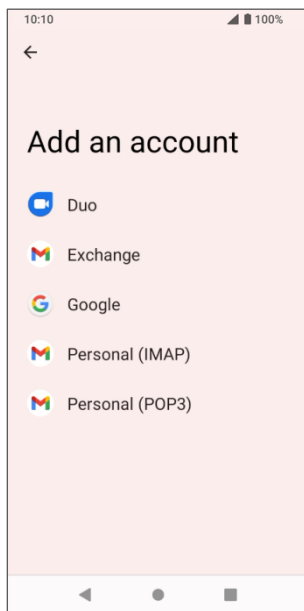 10:10 100%
Add an account
Duo
Exchange
Google
Personal (IMAP)
Personal (POP3)